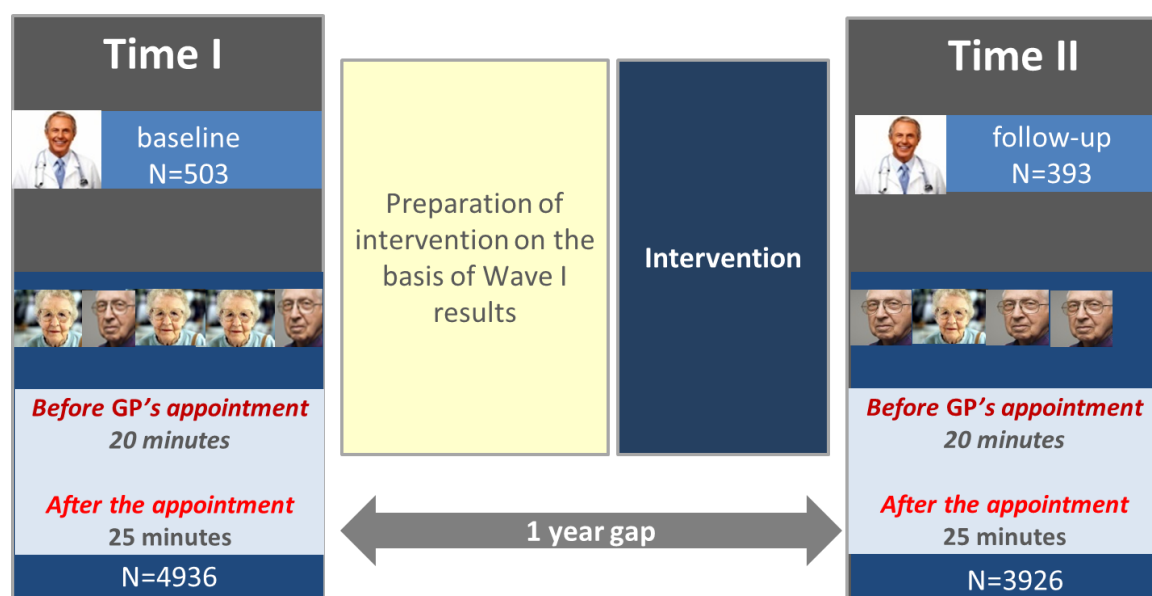 Time I
baseline
N=503
Before GP's appointment
20 minutes
After the appointment
25 minutes
N=4936
Preparation of
intervention on the
basis of Wave I
results
Intervention
1 year gap
Time II
follow-up
N=393
Before GP's appointment
20 minutes
After the appointment
25 minutes
N=3926